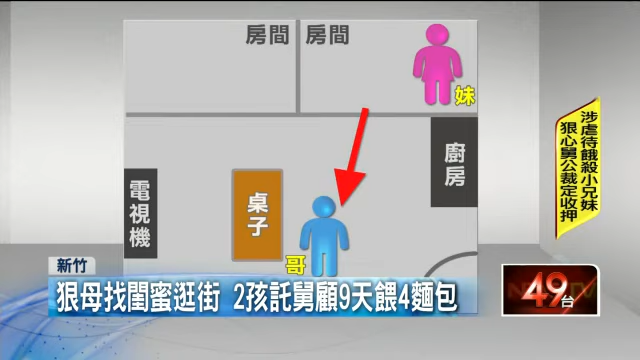 房間
房間
妹
廚房
電視機
桌子
哥
涉虐待餓殺小兄妹
狠心舅公裁定收押
新竹
狠母找閨蜜逛街 2孩託舅顧9天餵4麵包
49台